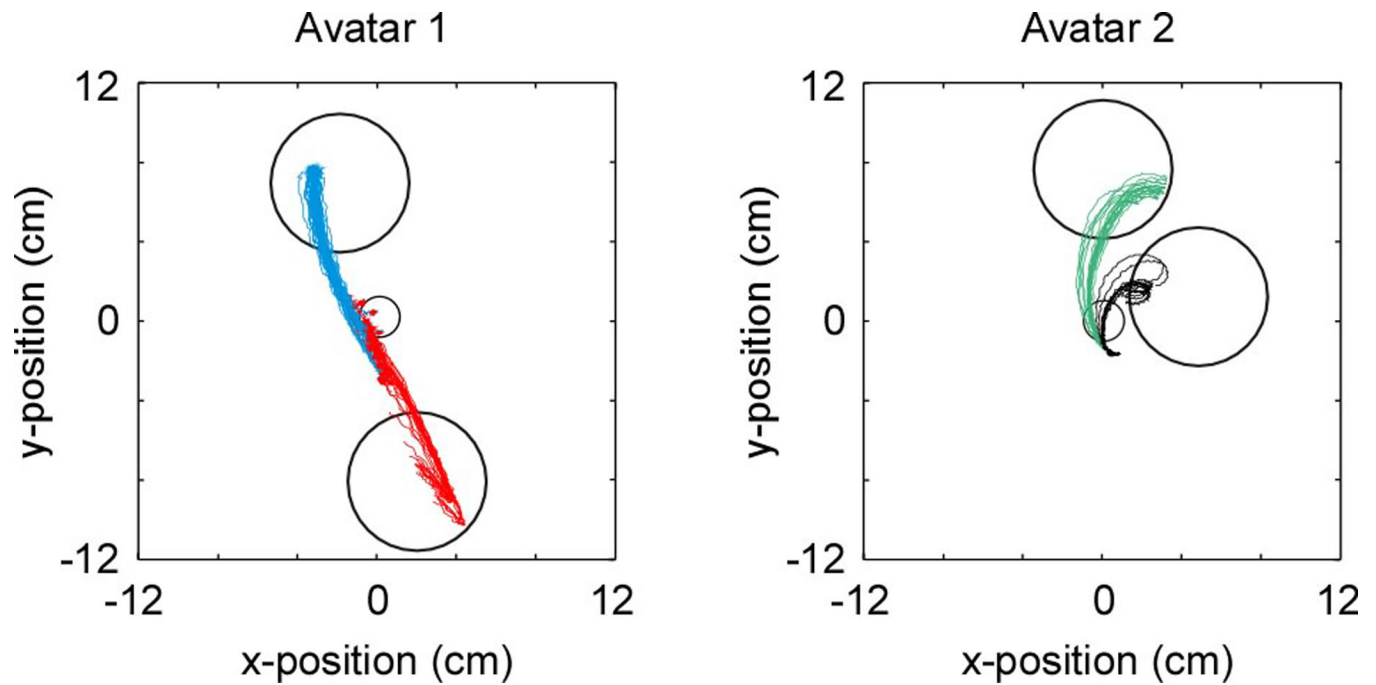 Avatar 1
12
0
-12
-12
0
12
x-position (cm)
y-position (cm)
Avatar 2
12
0
-12
-12
0
12
x-position (cm)
y-position (cm)